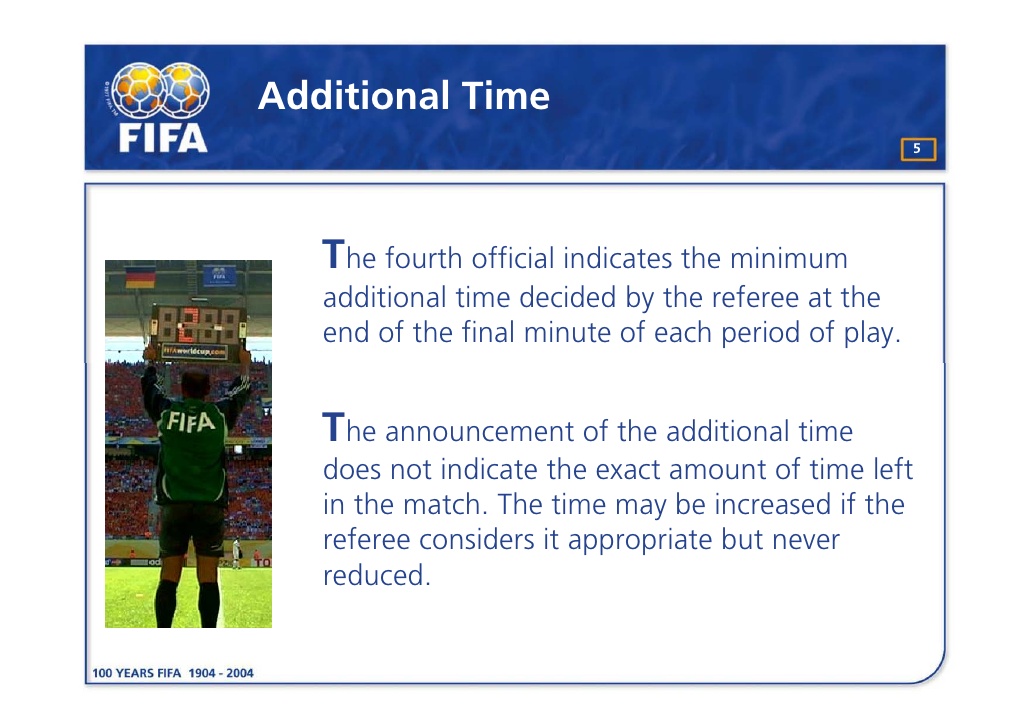 Additional Time
FIFA
5
The fourth official indicates the minimum
additional time decided by the referee at the
end of the final minute of each period of play.
FIFA
FIFAworldcup.com
FIFA
The announcement of the additional time
does not indicate the exact amount of time left
in the match. The time may be increased if the
referee considers it appropriate but never
reduced.
100 YEARS FIFA 1904 - 2004